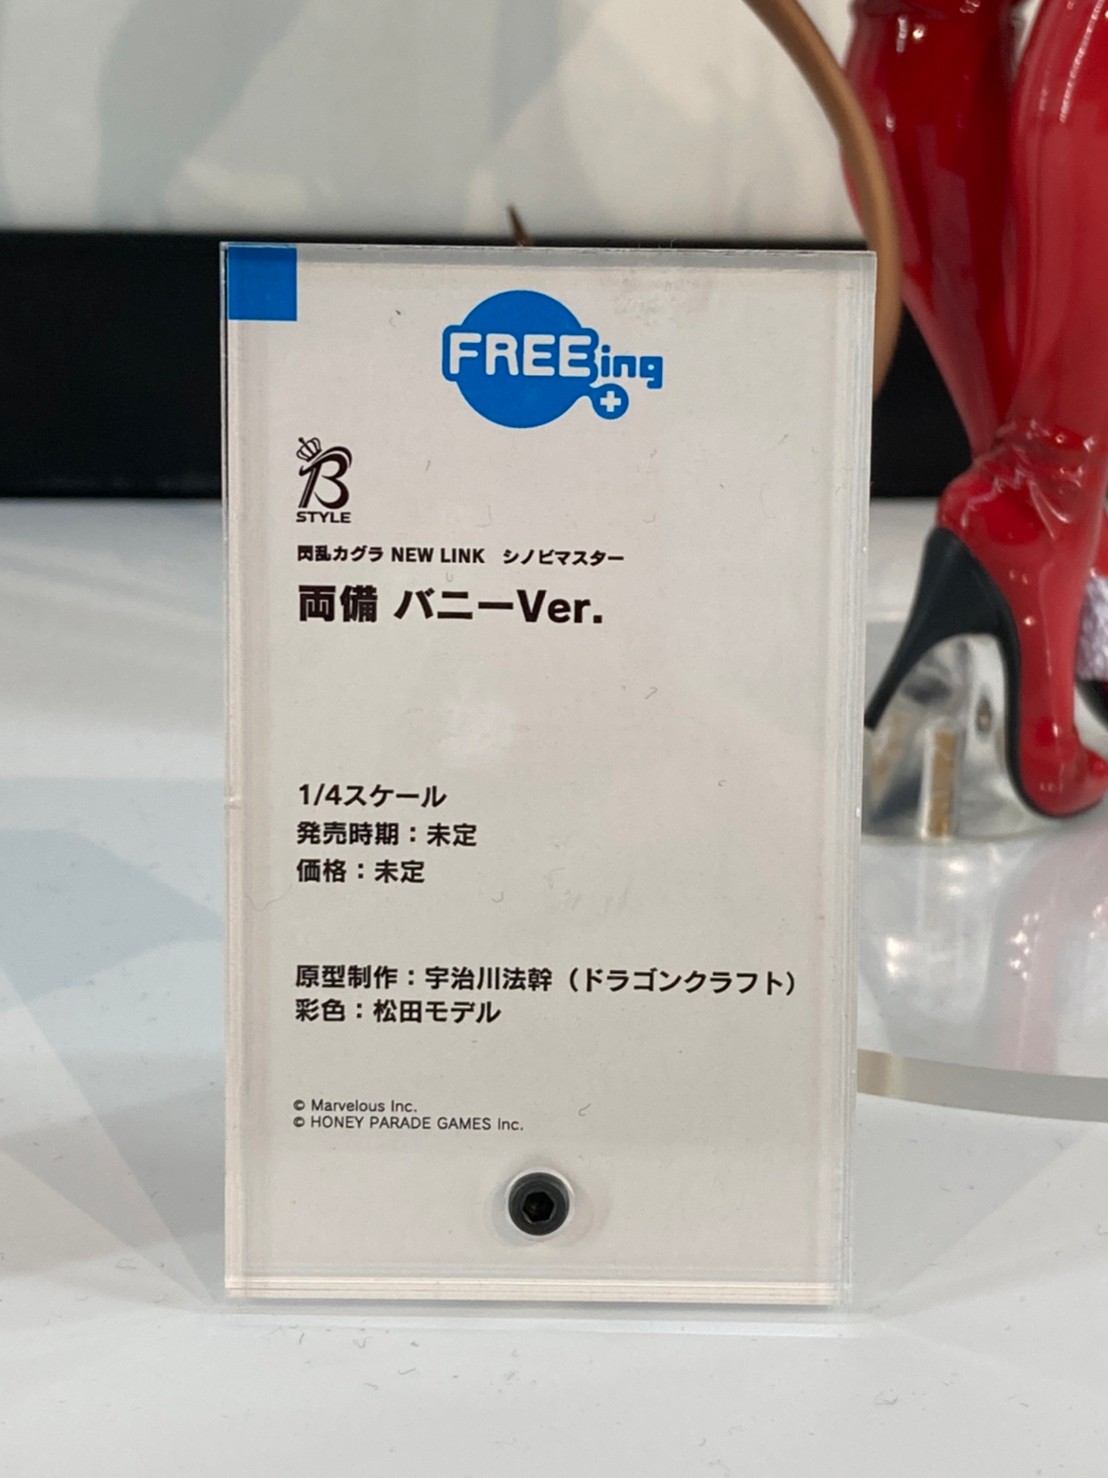 FREEing
B
STYLE
閃乱カグラ NEW LINK シノビマスター
両備 バニーVer.
1/4スケール
発売時期：未定
価格：未定
原型制作：宇治川法幹（ドラゴンクラフト）
彩色：松田モデル
© Marvelous Inc.
© HONEY PARADE GAMES Inc.